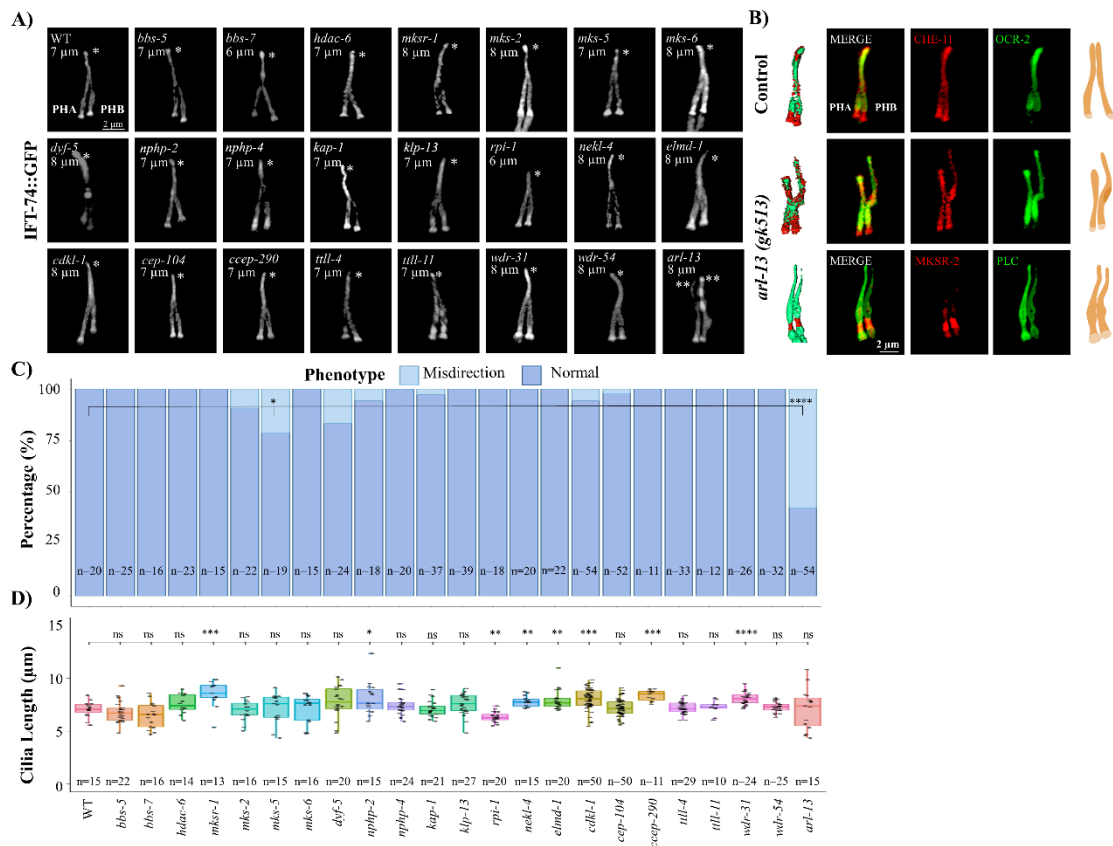 A)
B)
IFT-74::GFP
WT
7 µm
*
PHA
PHB
2 µm
bbs-5
7 µm
*
bbs-7
6 µm
*
hdac-6
7 µm
*
mksr-1
8 µm
*
mks-2
8 µm
*
mks-5
7 µm
*
mks-6
8 µm
*
dyf-5
8 µm
*
nphp-2
7 µm
*
nphp-4
7 µm
*
kap-1
7 µm
*
klp-13
7 µm
*
rpi-1
6 µm
*
nekl-4
8 µm
*
elmd-1
8 µm
*
cdkl-1
8 µm
*
cep-104
7 µm
*
ccep-290
7 µm
*
ttll-4
7 µm
*
ttll-11
7 µm
*
wdr-31
8 µm
*
wdr-54
8 µm
*
arl-13
8 µm
**
**
Control
MERGE
CHE-11
OCR-2
PHA
PHB
arl-13 (gk513)
MERGE
MKSR-2
PLC
2 µm
C)
Phenotype
Misdirection
Normal
Percentage (%)
100
75
50
25
0
*
****
n–20 n–25 n–16 n–23 n–15 n–22 n–19 n–15 n–24 n–18 n–20 n–37 n–39 n–18 n=20 n=22 n–54 n–52 n–11 n–33 n–12 n–26 n–32 n–54
D)
Cilia Length (µm)
15
10
5
0
ns ns ns *** ns ns ns ns * ns ns ns ** ** ** *** ns *** ns ns **** ns ns
n=15 n=22 n=16 n=14 n=13 n=16 n=15 n=16 n=20 n=15 n=24 n=21 n=27 n=20 n=15 n=20 n=50 n–50 n–11 n=29 n=10 n–24 n–25 n=15
WT bbs-5 bbs-7 hdac-6 mksr-1 mks-2 mks-5 mks-6 dyf-5 nphp-2 nphp-4 kap-1 klp-13 rpi-1 nekl-4 elmd-1 cdkl-1 cep-104 ccep-290 ttll-4 ttll-11 wdr-31 wdr-54 arl-13